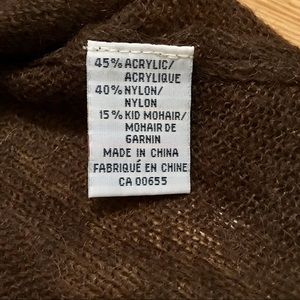 45% ACRYLIC/
ACRYLIQUE
40% NYLON/
NYLON
15% KID MOHAIR/
MOHAIR DE
GARNIN
MADE IN CHINA
FABRIQUÉ EN CHINE
CA 00655